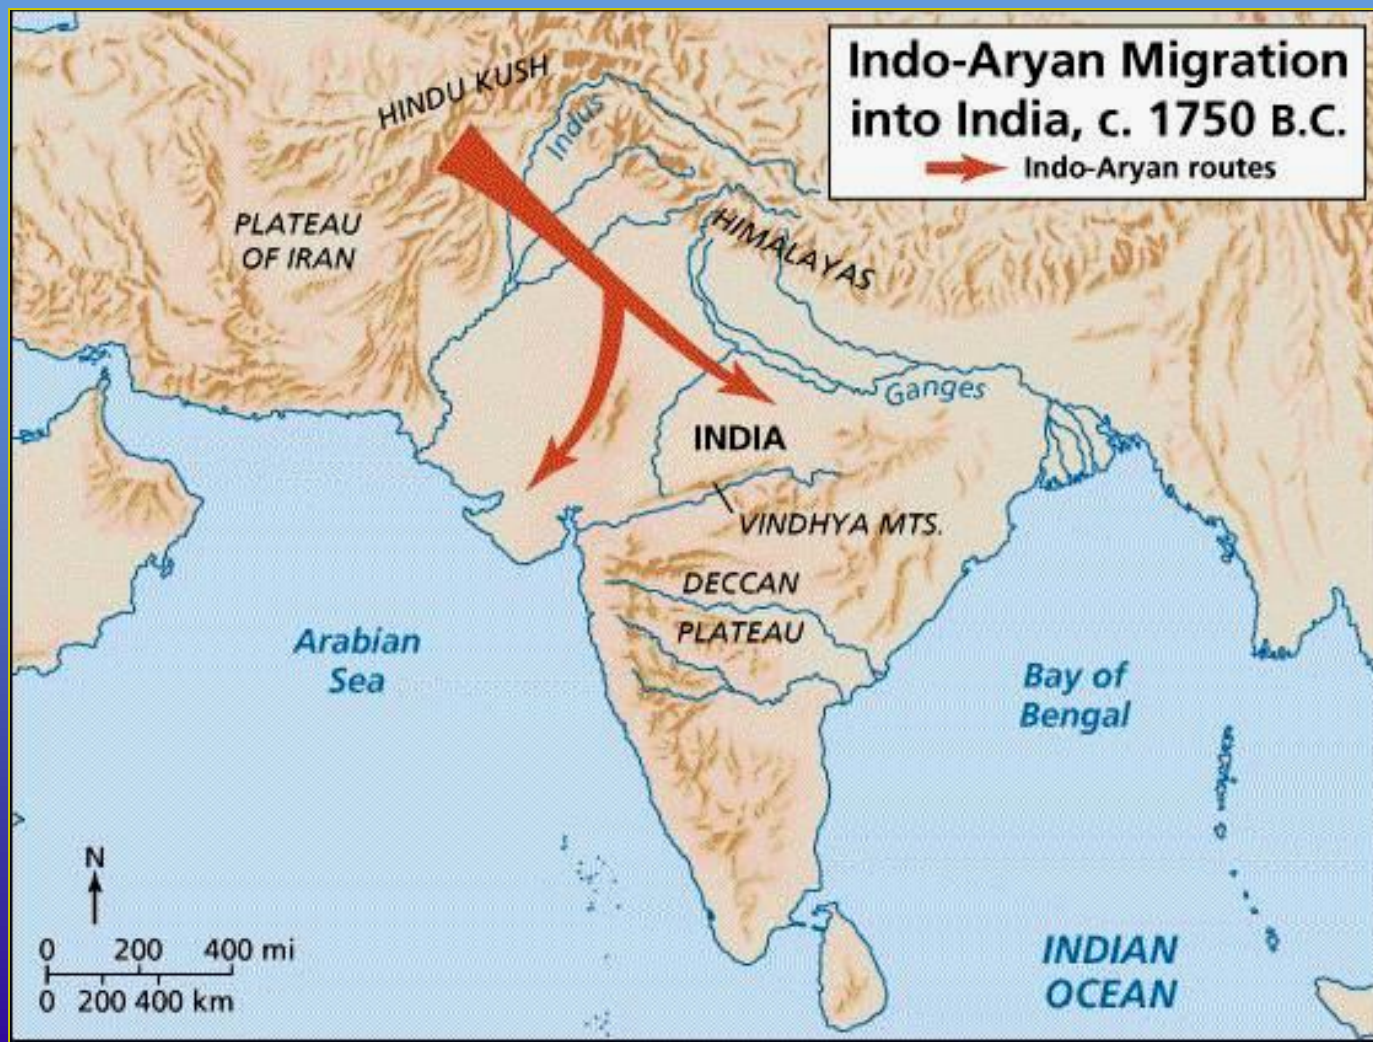 Indo-Aryan Migration
into India, c. 1750 B.C.
Indo-Aryan routes
HINDU KUSH
Indus
PLATEAU
OF IRAN
HIMALAYAS
Ganges
INDIA
VINDHYA MTS.
DECCAN
PLATEAU
Arabian
Sea
Bay of
Bengal
N
0 200 400 mi
0 200 400 km
INDIAN
OCEAN